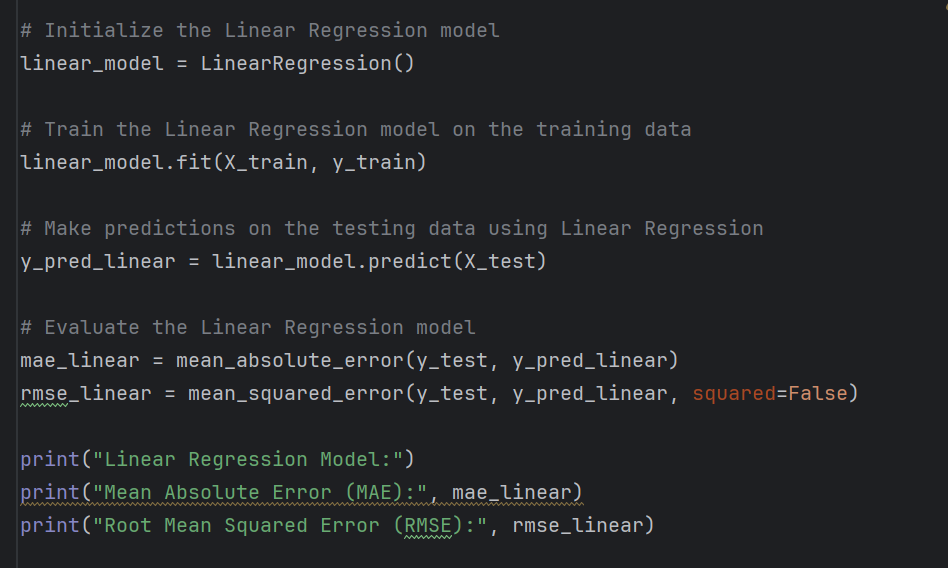 # Initialize the Linear Regression model
linear_model = LinearRegression()
# Train the Linear Regression model on the training data
linear_model.fit(X_train, y_train)
# Make predictions on the testing data using Linear Regression
y_pred_linear = linear_model.predict(X_test)
# Evaluate the Linear Regression model
mae_linear = mean_absolute_error(y_test, y_pred_linear)
rmse_linear = mean_squared_error(y_test, y_pred_linear, squared=False)
print("Linear Regression Model:")
print("Mean Absolute Error (MAE):", mae_linear)
print("Root Mean Squared Error (RMSE):", rmse_linear)